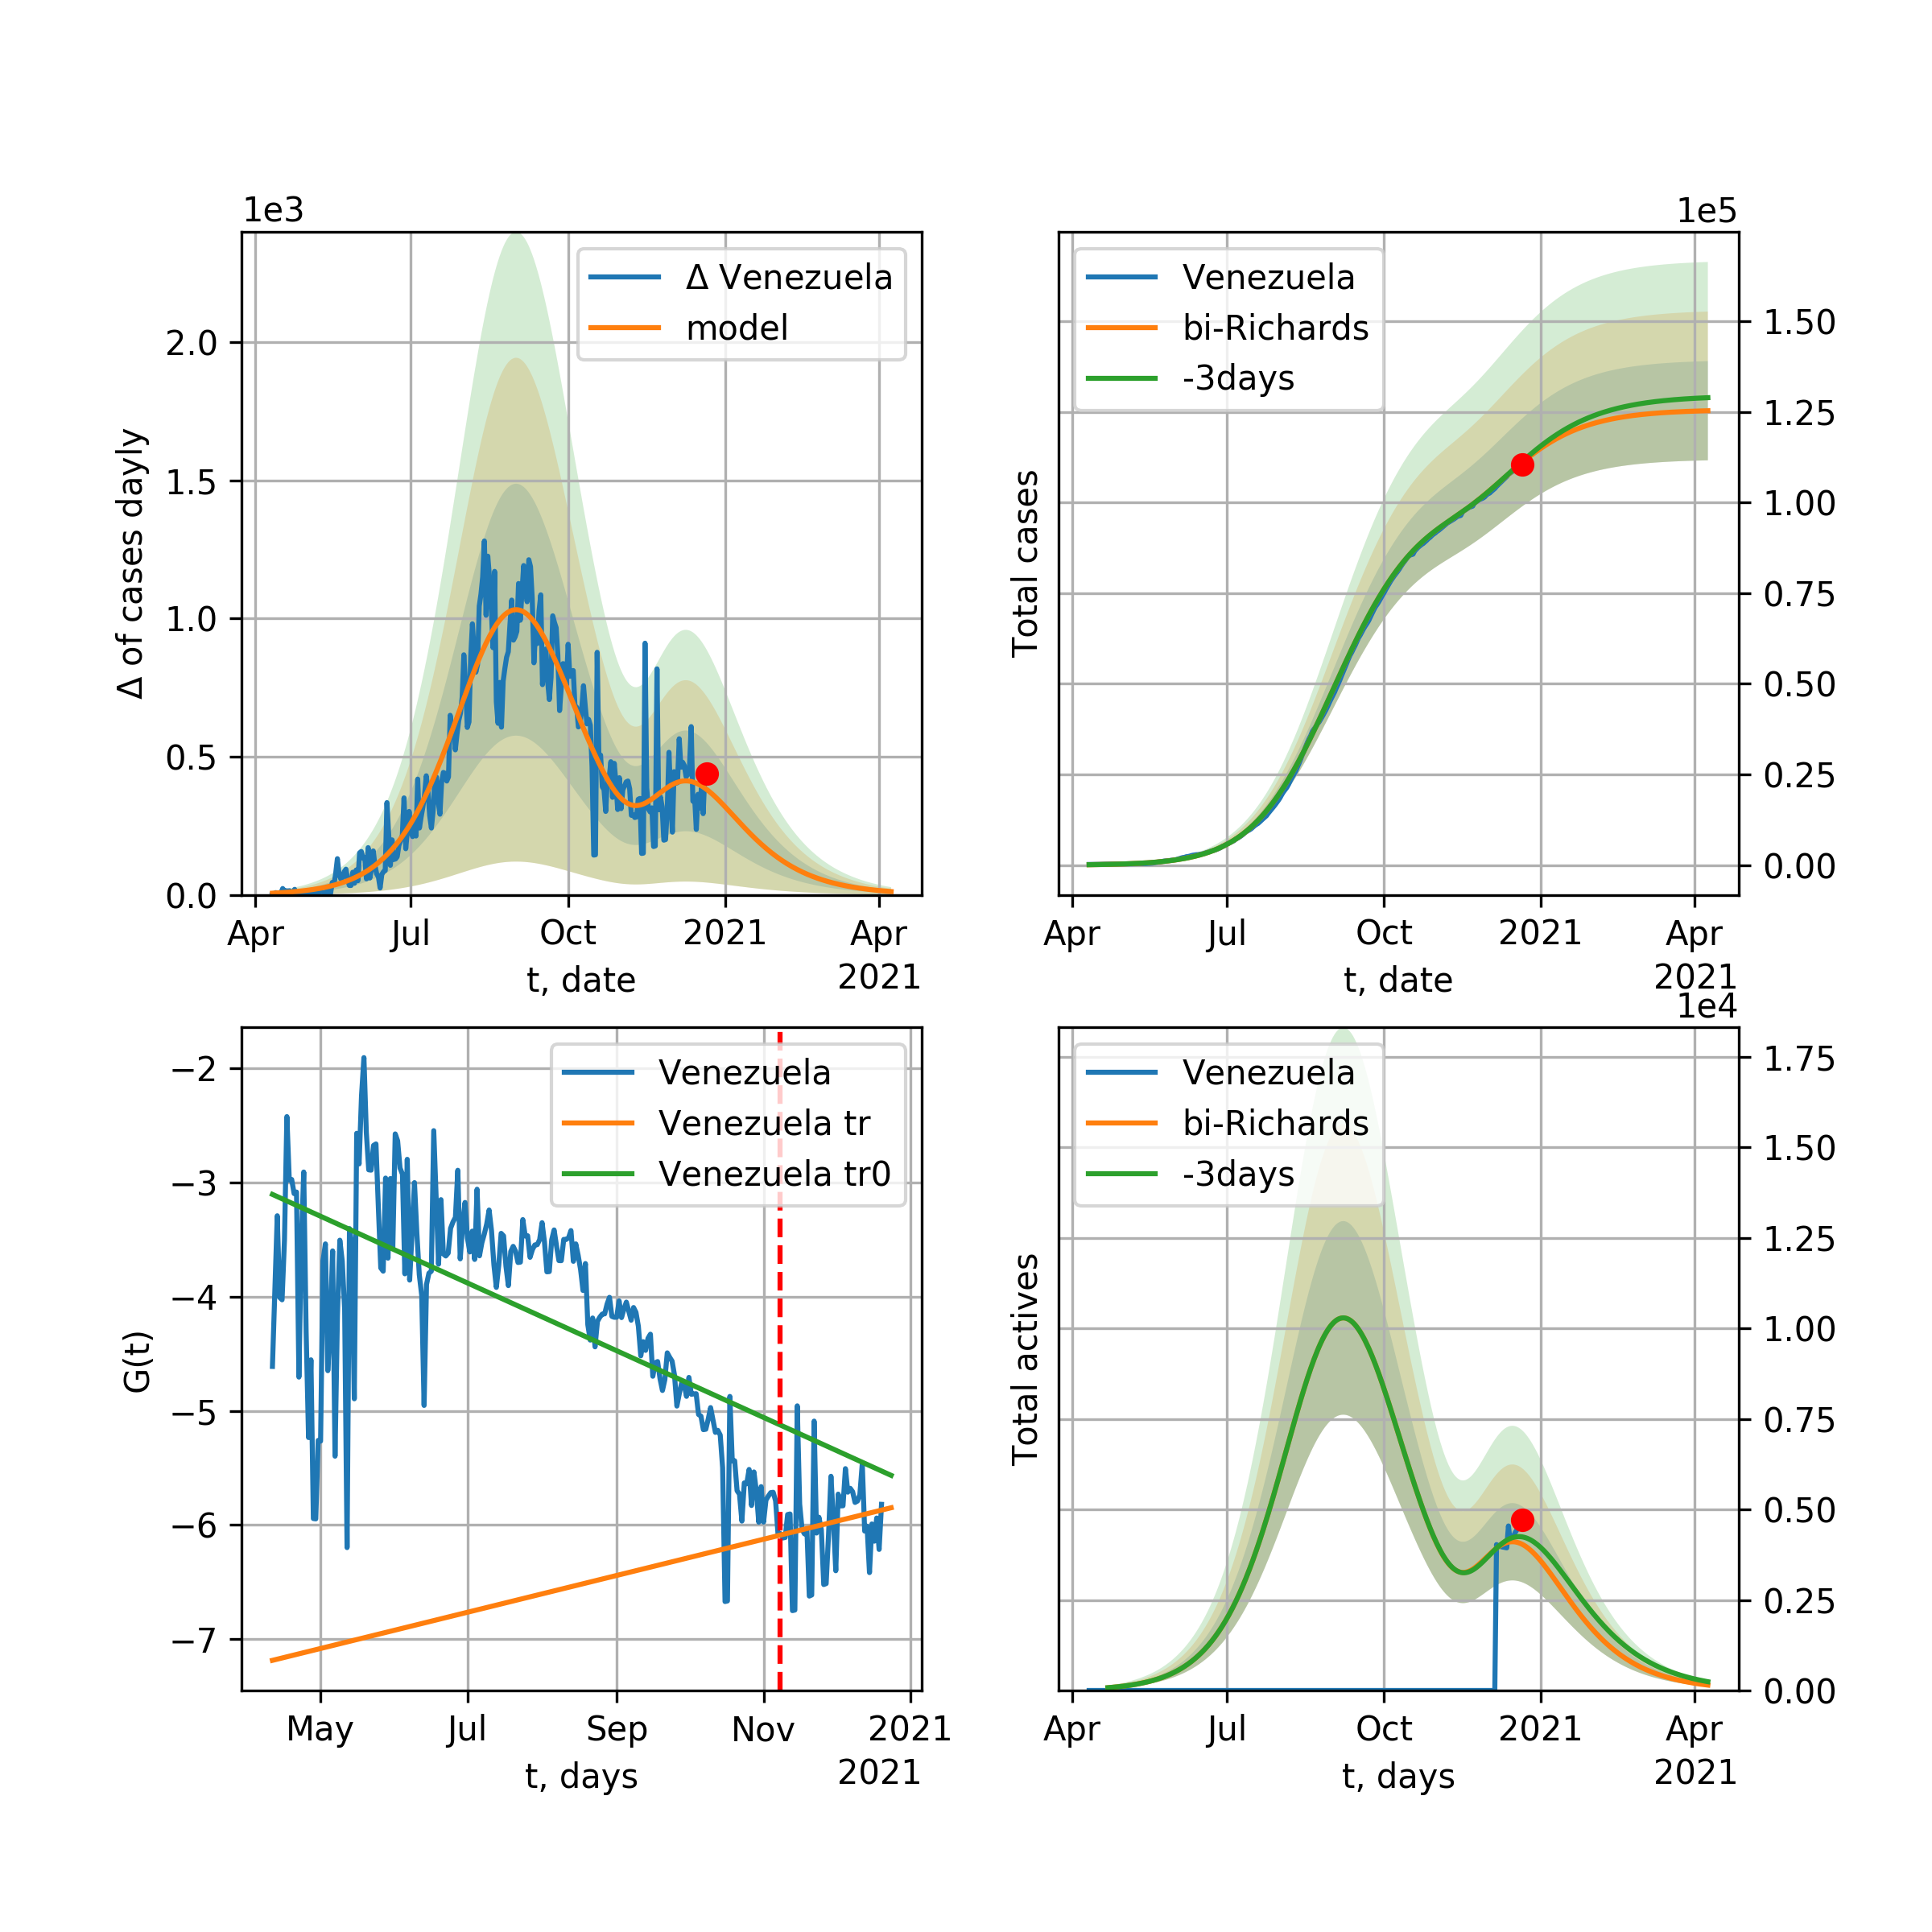 1e3
Δ Venezuela
model
2.0
1.5
1.0
0.5
0.0
Δ of cases dayly
Apr
Jul
Oct
2021
Apr
2021
t, date
1e5
Venezuela
bi-Richards
-3days
1.50
1.25
1.00
0.75
0.50
0.25
0.00
Total cases
Apr
Jul
Oct
2021
Apr
2021
t, date
Venezuela
Venezuela tr
Venezuela tr0
−2
−3
−4
−5
−6
−7
G(t)
May
Jul
Sep
Nov
2021
2021
t, days
1e4
Venezuela
bi-Richards
-3days
1.75
1.50
1.25
1.00
0.75
0.50
0.25
0.00
Total actives
Apr
Jul
Oct
2021
Apr
2021
t, days